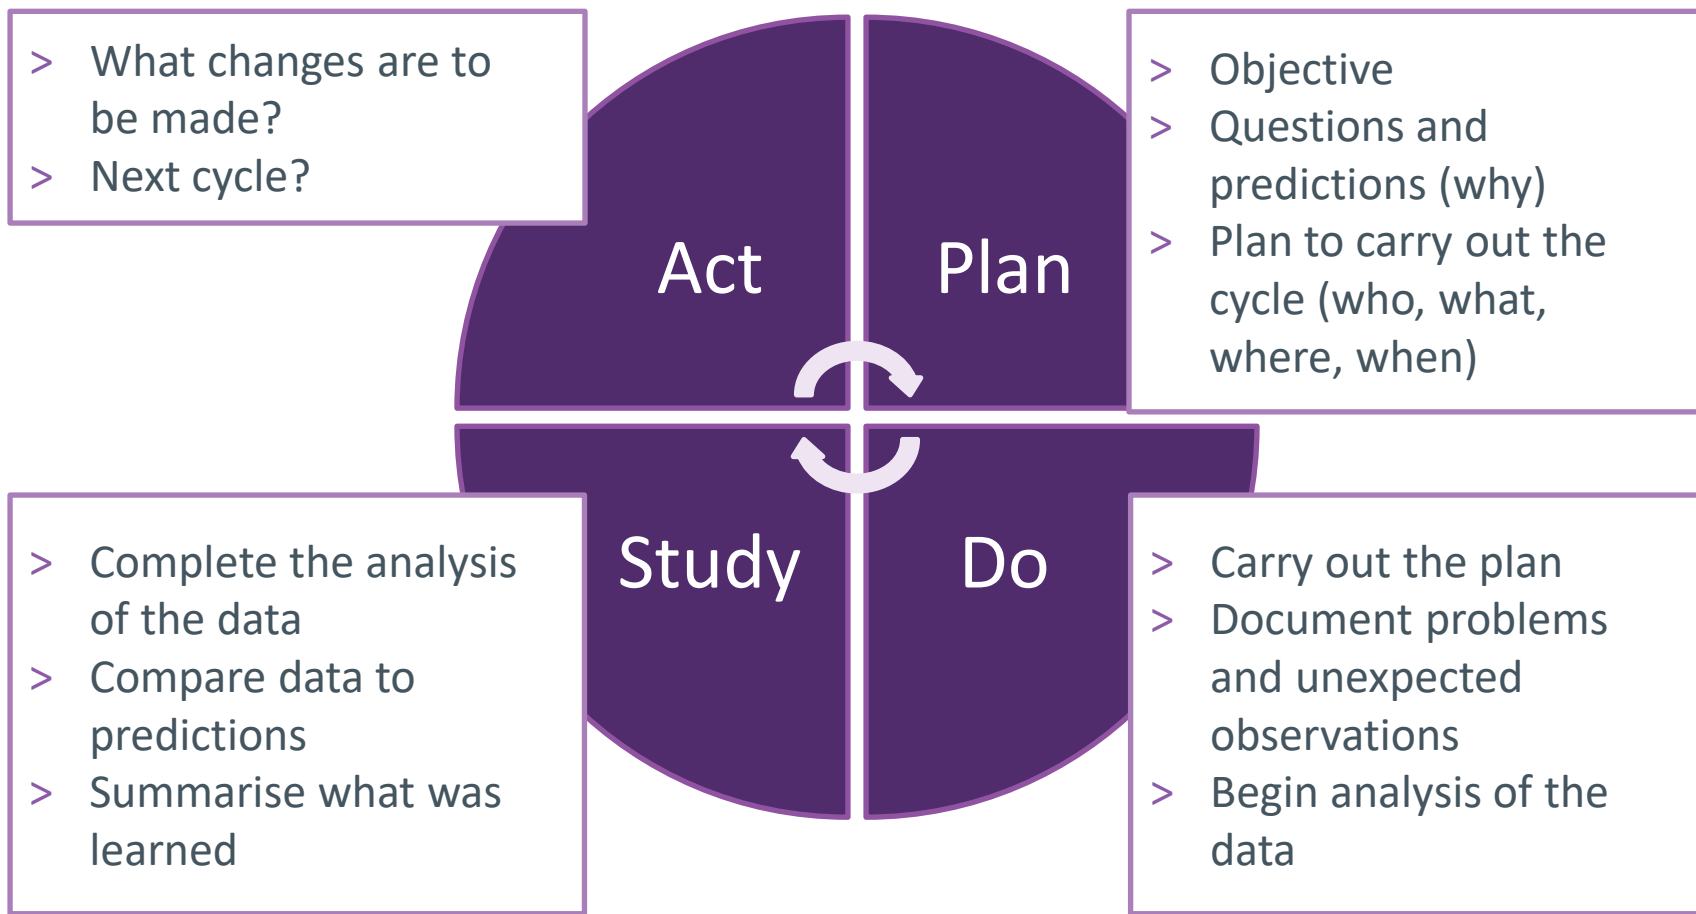 > What changes are to
be made?
> Next cycle?
Act
Plan
> Objective
> Questions and
predictions (why)
> Plan to carry out the
cycle (who, what,
where, when)
> Complete the analysis
of the data
> Compare data to
predictions
> Summarise what was
learned
Study
Do
> Carry out the plan
> Document problems
and unexpected
observations
> Begin analysis of the
data